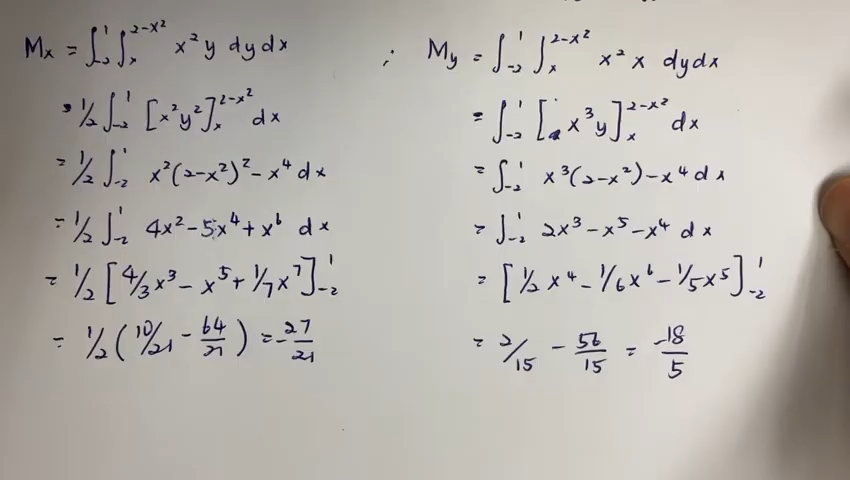 Mx = ∫₋₂¹ ∫ₓ^(2-x²) x²y dy dx ; My = ∫₋₂¹ ∫ₓ^(2-x²) x² x dy dx
= ½ ∫₋₂¹ [x²y²]ₓ^(2-x²) dx = ∫₋₂¹ [x³y]ₓ^(2-x²) dx
= ½ ∫₋₂¹ x²(2-x²)² - x⁴ dx = ∫₋₂¹ x³(2-x²) - x⁴ dx
= ½ ∫₋₂¹ 4x² - 5x⁴ + x⁶ dx = ∫₋₂¹ 2x³ - x⁵ - x⁴ dx
= ½ [4/3 x³ - x⁵ + 1/7 x⁷]₋₂¹ = [½ x⁴ - 1/6 x⁶ - 1/5 x⁵]₋₂¹
= ½ (10/21 - 64/21) = -27/21 = 2/15 - 56/15 = -18/5